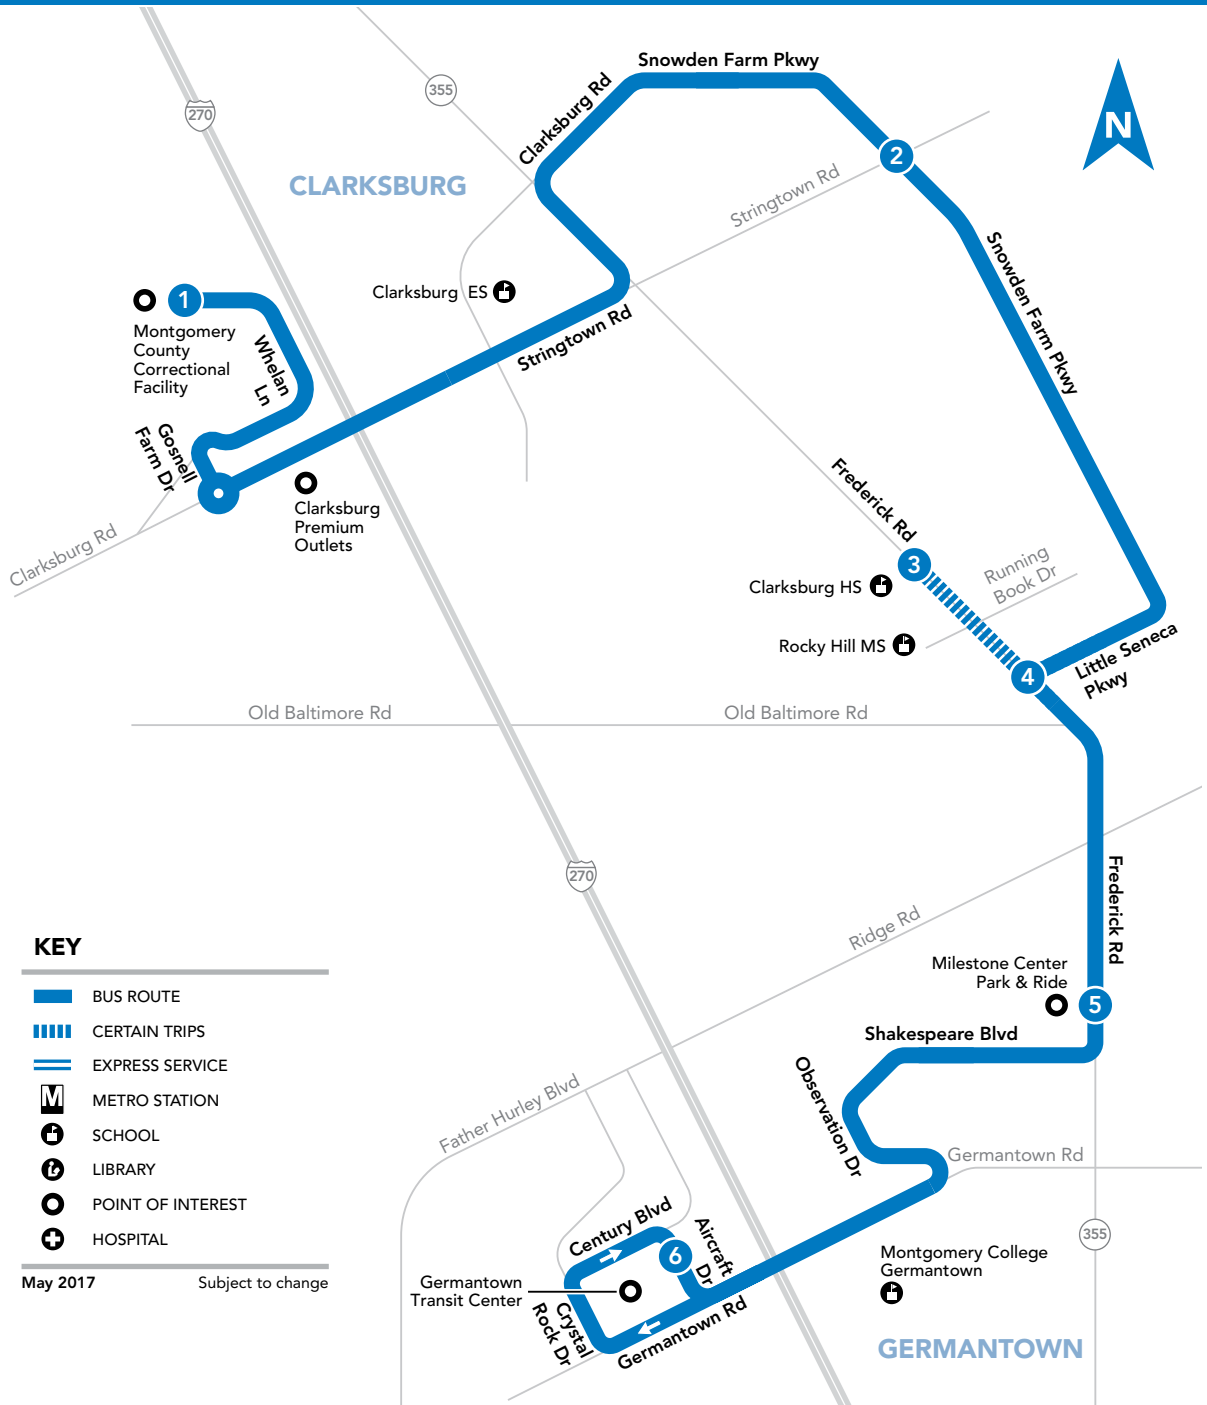 Snowden Farm Pkwy
355
270
Clarksburg Rd
N
2
CLARKSBURG
Stringtown Rd
Snowden Farm Pkwy
Clarksburg ES
1
Montgomery
County
Correctional
Facility
Whelan
Ln
Stringtown Rd
Gosnell
Farm Dr
Clarksburg
Premium
Outlets
Clarksburg Rd
Frederick Rd
3
Clarksburg HS
Running
Book Dr
Rocky Hill MS
4
Little Seneca
Pkwy
Old Baltimore Rd
Old Baltimore Rd
270
Frederick Rd
Ridge Rd
Milestone Center
Park & Ride
5
Shakespeare Blvd
Observation Dr
Father Hurley Blvd
Germantown Rd
Century Blvd
Aircraft
Dr
6
355
Montgomery College
Germantown
Germantown
Transit Center
Crystal
Rock Dr
Germantown Rd
GERMANTOWN
KEY
BUS ROUTE
CERTAIN TRIPS
EXPRESS SERVICE
M METRO STATION
SCHOOL
LIBRARY
POINT OF INTEREST
HOSPITAL
May 2017 Subject to change